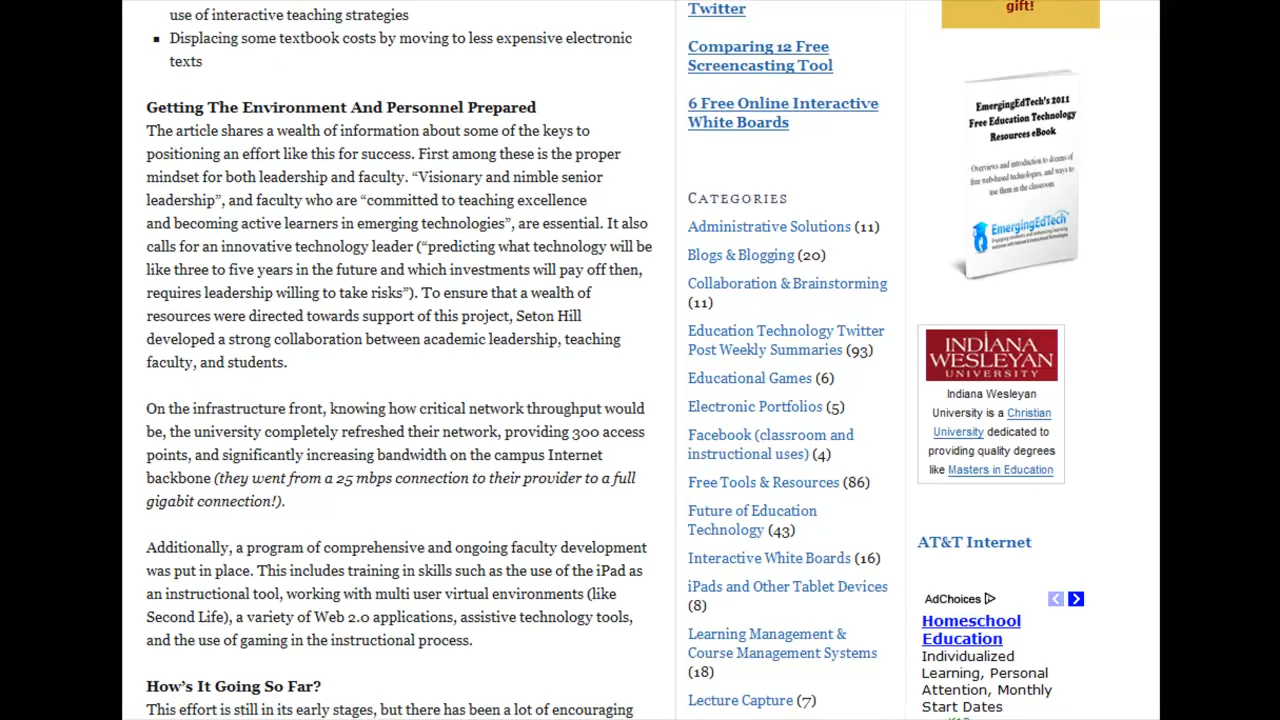 use of interactive teaching strategies
▪ Displacing some textbook costs by moving to less expensive electronic
texts
Getting The Environment And Personnel Prepared
The article shares a wealth of information about some of the keys to
positioning an effort like this for success. First among these is the proper
mindset for both leadership and faculty. “Visionary and nimble senior
leadership”, and faculty who are “committed to teaching excellence
and becoming active learners in emerging technologies”, are essential. It also
calls for an innovative technology leader (“predicting what technology will be
like three to five years in the future and which investments will pay off then,
requires leadership willing to take risks”). To ensure that a wealth of
resources were directed towards support of this project, Seton Hill
developed a strong collaboration between academic leadership, teaching
faculty, and students.
On the infrastructure front, knowing how critical network throughput would
be, the university completely refreshed their network, providing 300 access
points, and significantly increasing bandwidth on the campus Internet
backbone (they went from a 25 mbps connection to their provider to a full
gigabit connection!).
Additionally, a program of comprehensive and ongoing faculty development
was put in place. This includes training in skills such as the use of the iPad as
an instructional tool, working with multi user virtual environments (like
Second Life), a variety of Web 2.0 applications, assistive technology tools,
and the use of gaming in the instructional process.
How’s It Going So Far?
This effort is still in its early stages, but there has been a lot of encouraging
Twitter
Comparing 12 Free
Screencasting Tool
6 Free Online Interactive
White Boards
CATEGORIES
Administrative Solutions (11)
Blogs & Blogging (20)
Collaboration & Brainstorming
(11)
Education Technology Twitter
Post Weekly Summaries (93)
Educational Games (6)
Electronic Portfolios (5)
Facebook (classroom and
instructional uses) (4)
Free Tools & Resources (86)
Future of Education
Technology (43)
Interactive White Boards (16)
iPads and Other Tablet Devices
(8)
Learning Management &
Course Management Systems
(18)
Lecture Capture (7)
gift!
EmergingEdTech's 2011
Free Education Technology
Resources eBook
Overviews and introduction to dozens of
free web-based technologies, and ways to
use them in the classroom
EmergingEdTech
INDIANA
WESLEYAN
UNIVERSITY
Indiana Wesleyan
University is a Christian
University dedicated to
providing quality degrees
like Masters in Education
AT&T Internet
AdChoices
Homeschool
Education
Individualized
Learning, Personal
Attention, Monthly
Start Dates